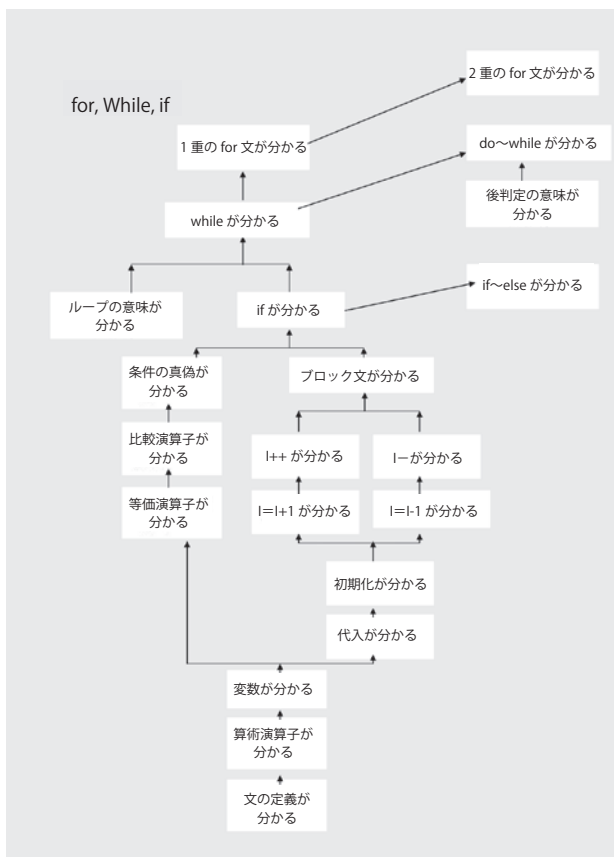 2 重の for 文が分かる
for, While, if
1 重の for 文が分かる
do〜while が分かる
後判定の意味が
分かる
while が分かる
ループの意味が
分かる
if が分かる
if〜else が分かる
条件の真偽が
分かる
ブロック文が分かる
比較演算子が
分かる
I++ が分かる
I－が分かる
等価演算子が
分かる
I＝I+1 が分かる
I＝I-1 が分かる
初期化が分かる
代入が分かる
変数が分かる
算術演算子が
分かる
文の定義が
分かる